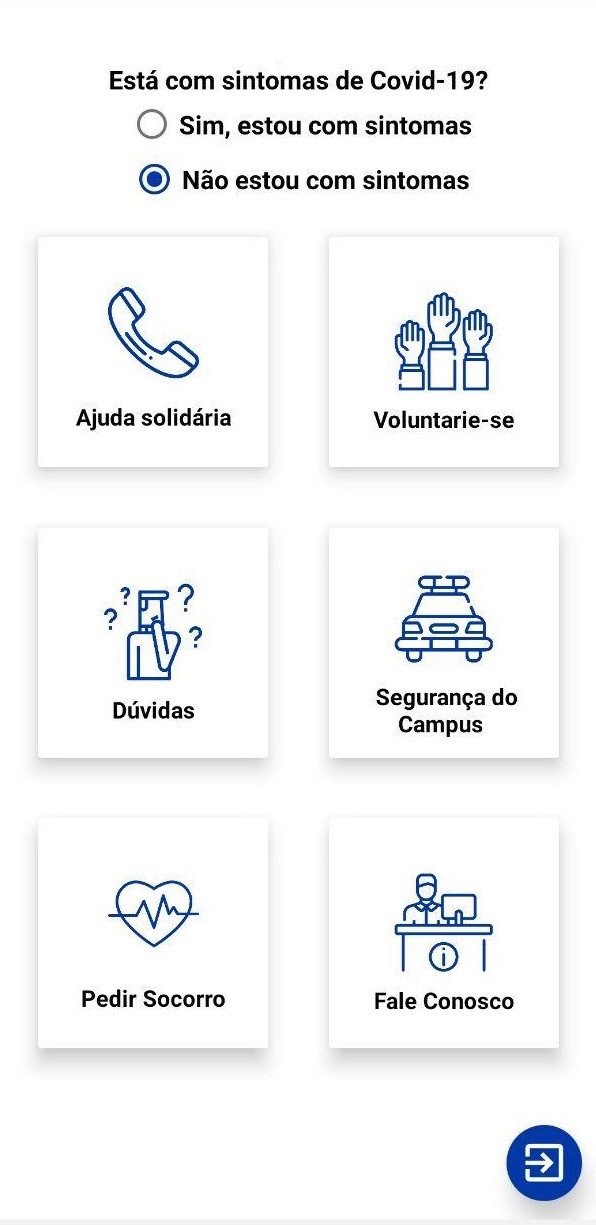 Está com sintomas de Covid-19?
Sim, estou com sintomas
Não estou com sintomas
Ajuda solidária
Voluntarie-se
? ? ? ?
Dúvidas
Segurança do
Campus
Pedir Socorro
i
Fale Conosco